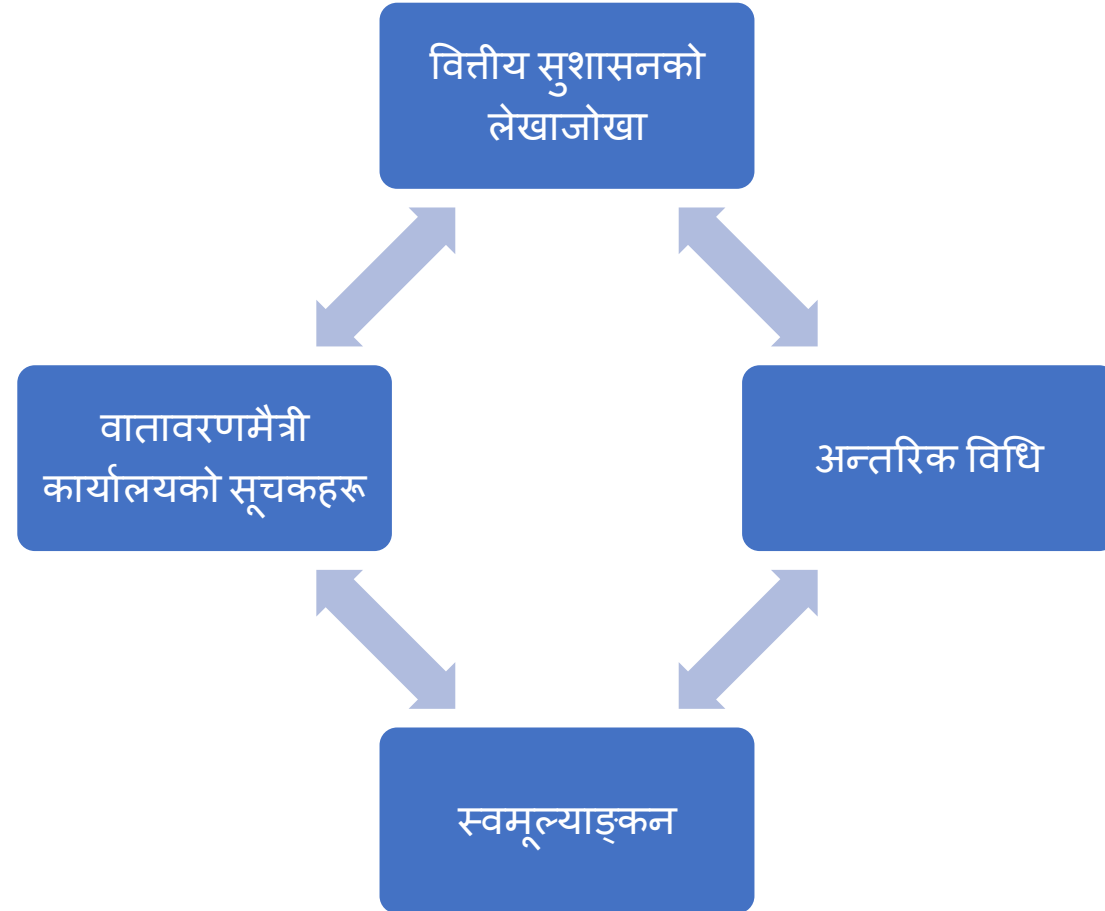 वित्तीय सुशासनको
लेखाजोखा
वातावरणमैत्री
कार्यालयको सूचकहरू
अन्तरिक विधि
स्वमूल्याङ्कन